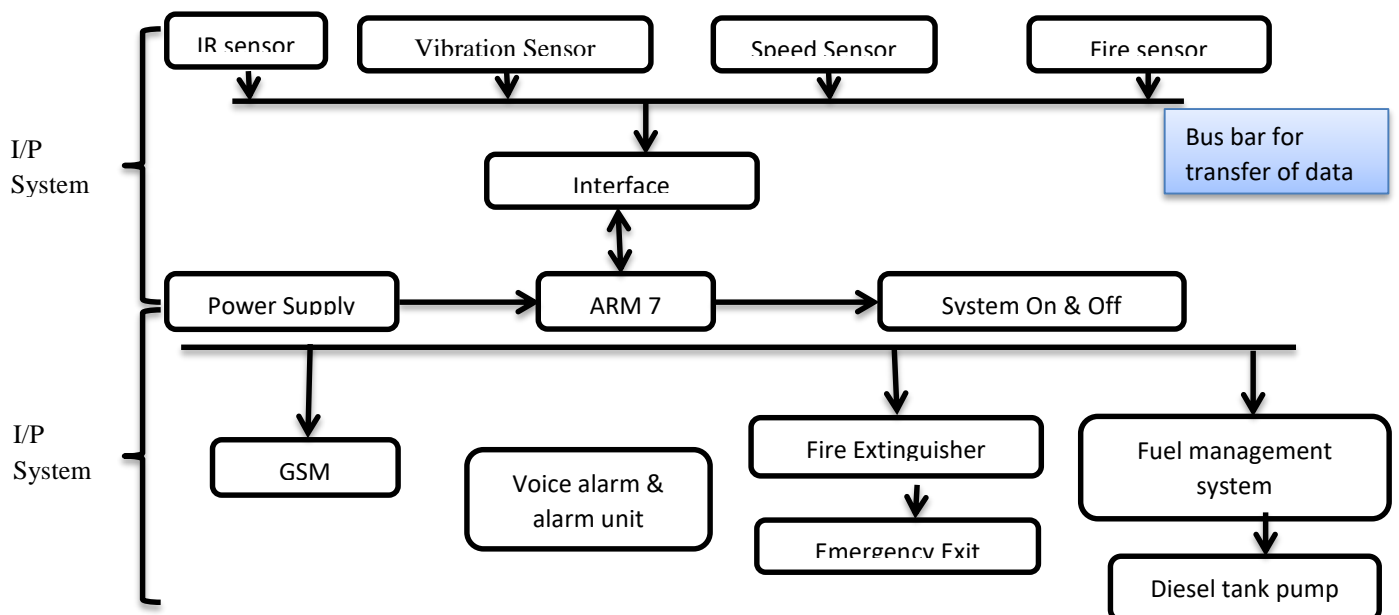 IR sensor
Vibration Sensor
Speed Sensor
Fire sensor
I/P
System
Bus bar for
transfer of data
Interface
Power Supply
ARM 7
System On & Off
I/P
System
GSM
Voice alarm &
alarm unit
Fire Extinguisher
Emergency Exit
Fuel management
system
Diesel tank pump